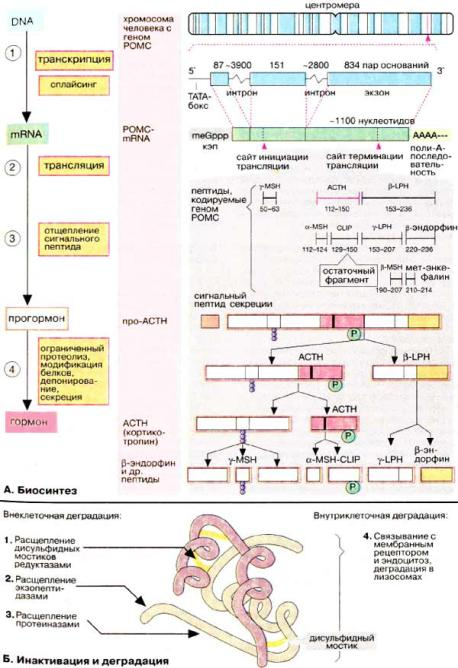 DNA
1
транскрипция
сплайсинг
mRNA
2
трансляция
3
отщепление
сигнального
пептида
прогормон
4
ограниченный
протеолиз,
модификация
белков,
депонирова-
ние,
секреция
гормон
хромосома
человека с
геном
POMC
POMC-
mRNA
пептиды,
кодируемые
геном
POMC
про-ACTH
ACTH
(кортико-
тропин)
β-эндорфин
и др.
пептиды
центромера
87 ~3900 151 ~2800 834 пар оснований
5'
3'
ТАТА-
бокс
интрон
интрон
экзон
~1100 нуклеотидов
meGppp
кэп
AAAA---
поли-А-
последо-
ватель-
ность
сайт инициации
трансляции
сайт терминации
трансляции
γ-MSH
50–63
ACTH
112–150
β-LPH
153–236
α-MSH
112–124
CLIP
129–150
γ-LPH
153–207
β-эндорфин
220–236
остаточный
фрагмент
β-MSH
190–207
мет-энке-
фалин
210–214
сигнальный
пептид секреции
P
ACTH
β-LPH
P
ACTH
P
γ-MSH
α-MSH-CLIP
γ-LPH
β-эн-
дорфин
P
А. Биосинтез
Внеклеточная деградация:
1. Расщепление
дисульфидных
мостиков
редуктазами
2. Расщепление
экзопепти-
дазами
3. Расщепление
протеиназами
Внутриклеточная деградация:
4. Связывание с
мембранным
рецептором
и эндоцитоз,
деградация в
лизосомах
дисульфидный
мостик
Б. Инактивация и деградация